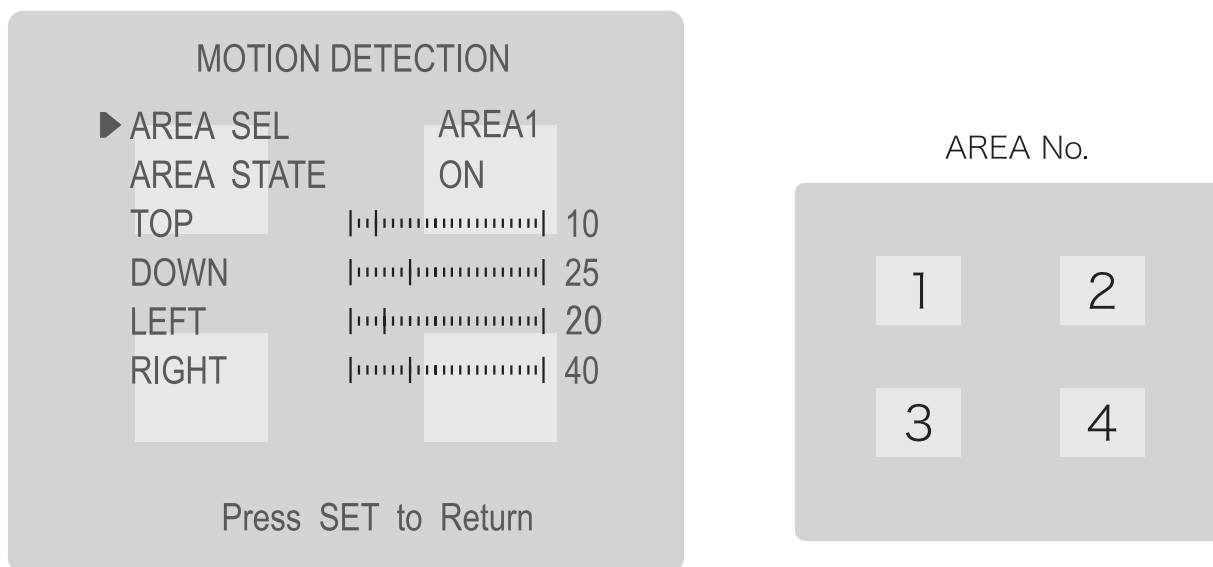 MOTION DETECTION
AREA SEL AREA1
AREA STATE ON
TOP 10
DOWN 25
LEFT 20
RIGHT 40
Press SET to Return
AREA No.
1 2
3 4